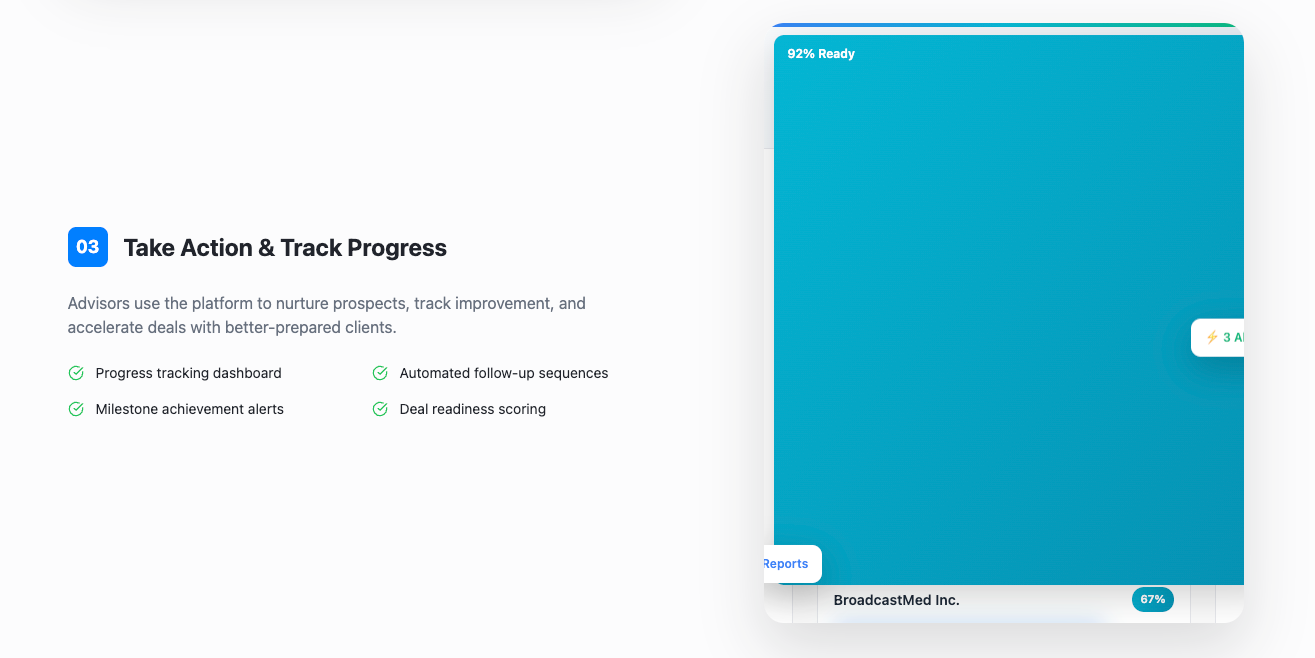 92% Ready
03
Take Action & Track Progress
Advisors use the platform to nurture prospects, track improvement, and
accelerate deals with better-prepared clients.
Progress tracking dashboard
Automated follow-up sequences
Milestone achievement alerts
Deal readiness scoring
⚡ 3
Reports
BroadcastMed Inc.
67%